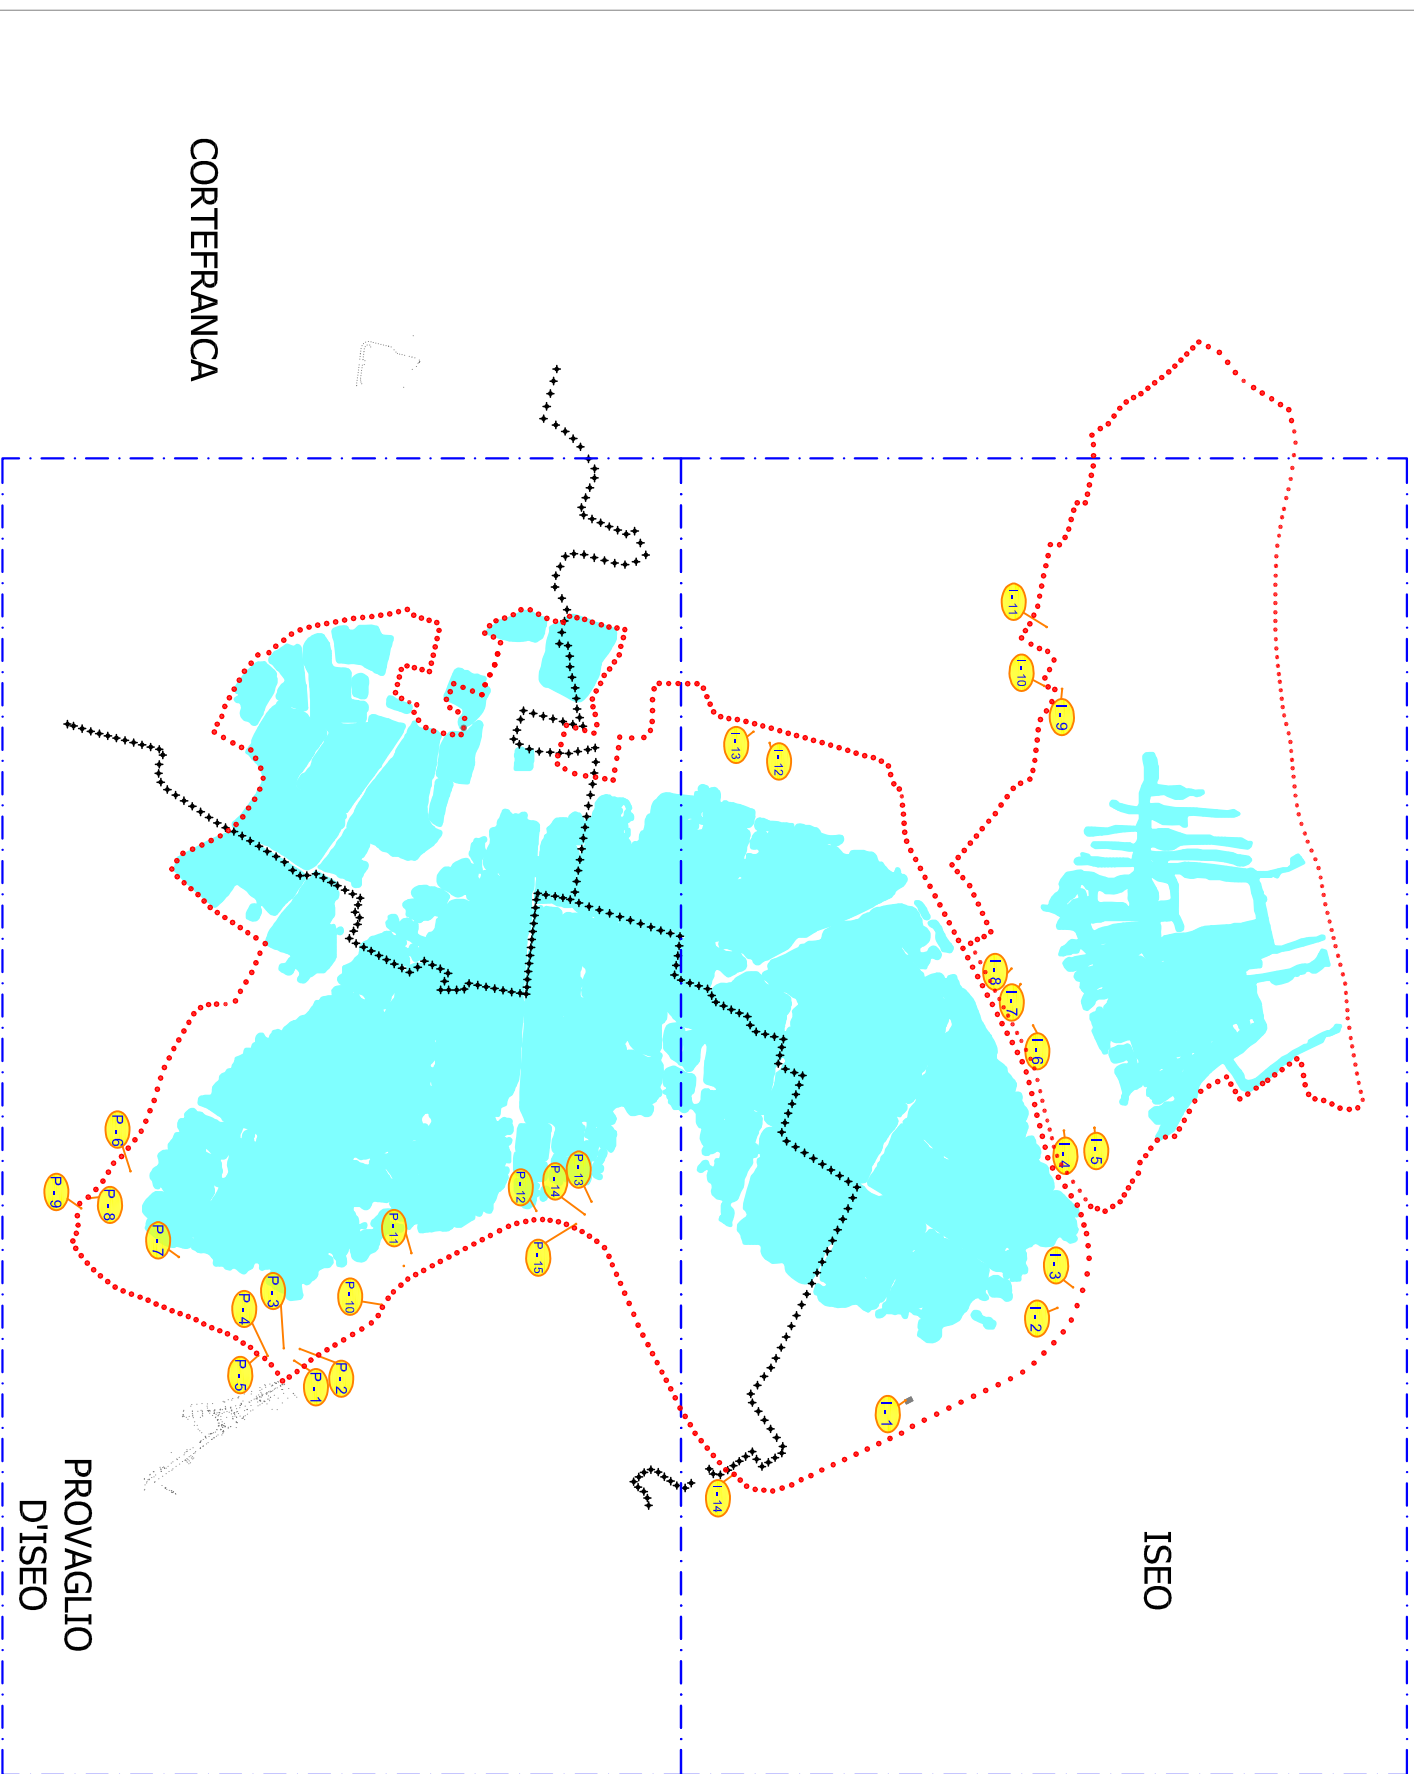 CORTEFRANCA
ISEO
PROVAGLIO
D'ISEO
I-1
I-2
I-3
I-4
I-5
I-6
I-7
I-8
I-9
I-10
I-11
I-12
I-13
I-14
P-1
P-2
P-3
P-4
P-5
P-6
P-7
P-8
P-9
P-10
P-11
P-12
P-13
P-14
P-15